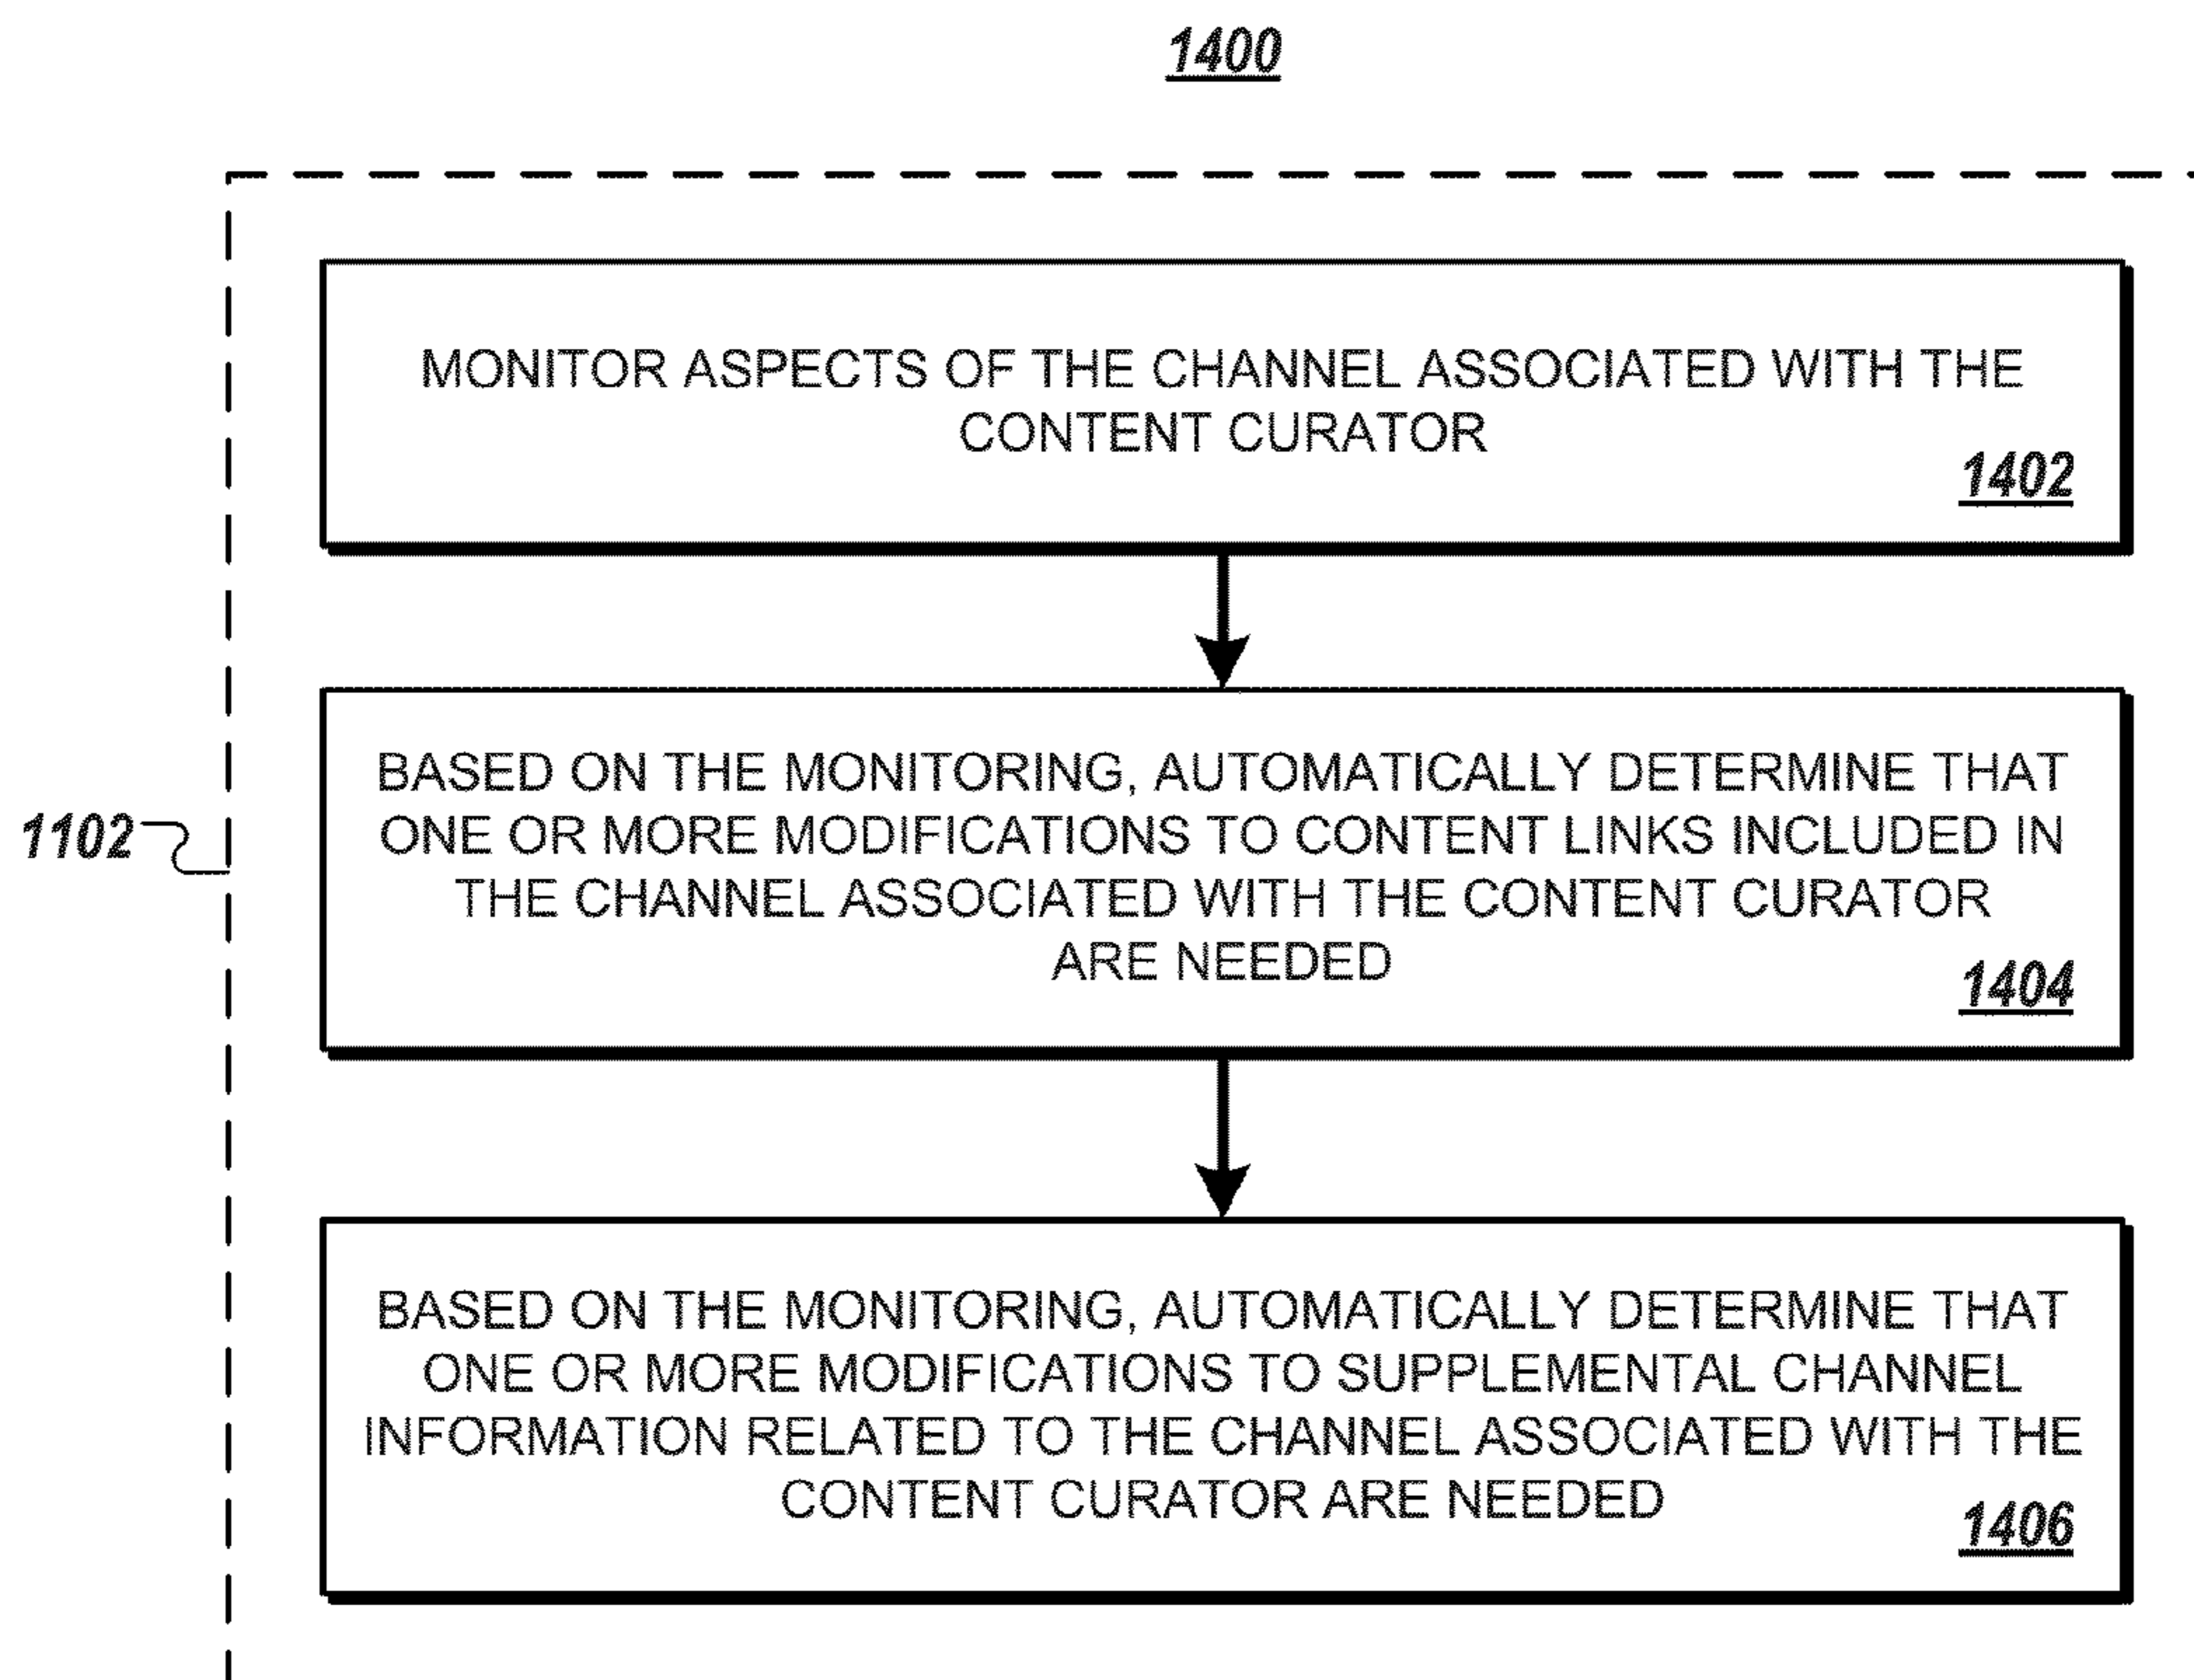 1400
MONITOR ASPECTS OF THE CHANNEL ASSOCIATED WITH THE
CONTENT CURATOR
1402
BASED ON THE MONITORING, AUTOMATICALLY DETERMINE THAT
ONE OR MORE MODIFICATIONS TO CONTENT LINKS INCLUDED IN
THE CHANNEL ASSOCIATED WITH THE CONTENT CURATOR
ARE NEEDED
1404
1102
BASED ON THE MONITORING, AUTOMATICALLY DETERMINE THAT
ONE OR MORE MODIFICATIONS TO SUPPLEMENTAL CHANNEL
INFORMATION RELATED TO THE CHANNEL ASSOCIATED WITH THE
CONTENT CURATOR ARE NEEDED
1406